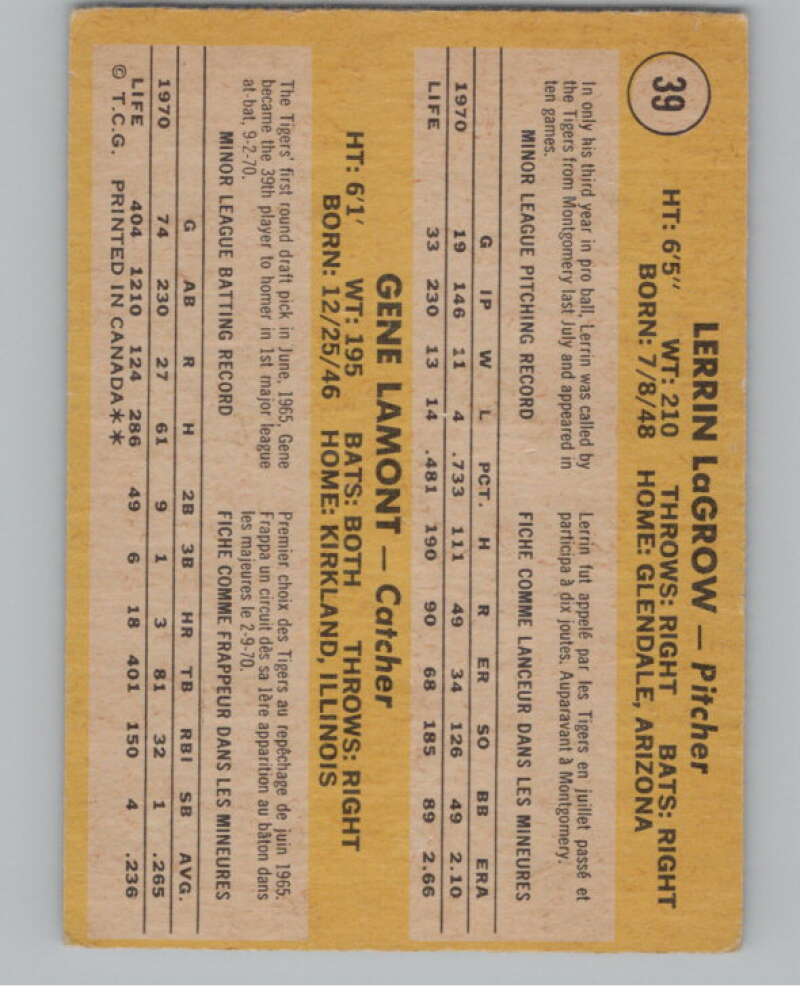 39
LERRIN LaGROW — Pitcher
HT: 6'5" WT: 210 THROWS: RIGHT BATS: RIGHT
BORN: 7/8/48 HOME: GLENDALE, ARIZONA
In only his third year in pro ball, Lerrin was called by
the Tigers from Montgomery last July and appeared in
ten games.
Lerrin fut appelé par les Tigers en juillet passé et
participa à dix joutes. Auparavant à Montgomery.
MINOR LEAGUE PITCHING RECORD FICHE COMME LANCEUR DANS LES MINEURES
G IP W L PCT. H R ER SO BB ERA
1970 19 146 11 4 .733 111 49 34 126 49 2.10
LIFE 33 230 13 14 .481 190 90 68 185 89 2.66
GENE LAMONT — Catcher
HT: 6'1' WT: 195 BATS: BOTH THROWS: RIGHT
BORN: 12/25/46 HOME: KIRKLAND, ILLINOIS
The Tigers' first round draft pick in June, 1965, Gene
became the 39th player to homer in 1st major league
at-bat, 9-2-70.
Premier choix des Tigers au repêchage de juin 1965.
Frappa un circuit dès sa 1ère apparition au bâton dans
les majeures le 2-9-70.
MINOR LEAGUE BATTING RECORD FICHE COMME FRAPPEUR DANS LES MINEURES
G AB R H 2B 3B HR TB RBI SB AVG.
1970 74 230 27 61 9 1 3 81 32 1 .265
LIFE 404 1210 124 286 49 6 18 401 150 4 .236
© T.C.G. PRINTED IN CANADA**